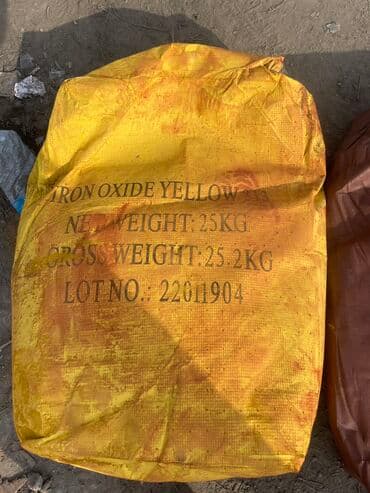 IRON OXIDE YELLOW
NET WEIGHT: 25KG
GROSS WEIGHT: 25.2KG
LOT NO.: 22011904